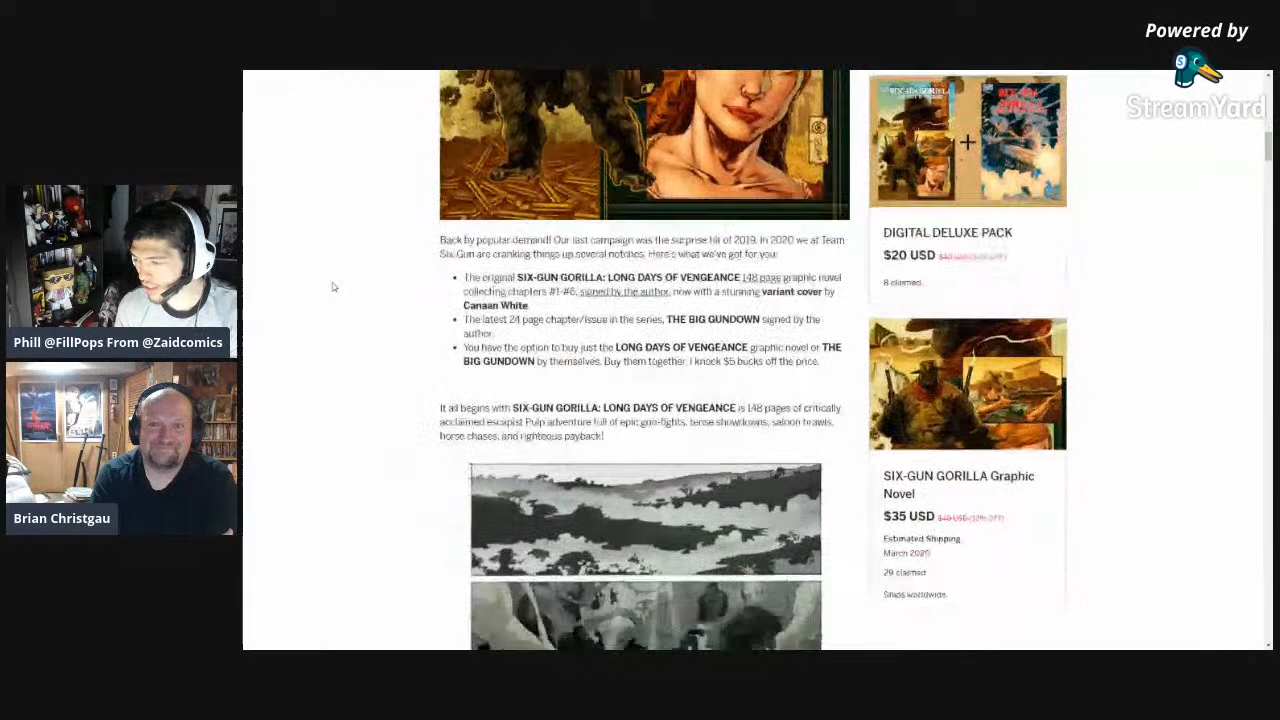 Powered by
StreamYard
Phill @FillPops From @Zaidcomics
Brian Christgau
Back by popular demand! Our last campaign was the surprise hit of 2019. In 2020 we at Team
Six-Gun are cranking things up several notches. Here's what we've got for you:
The original SIX-GUN GORILLA: LONG DAYS OF VENGEANCE 148 page graphic novel
collecting chapters #1-#6, signed by the author, now with a stunning variant cover by
Canaan White.
The latest 24 page chapter/issue in the series, THE BIG GUNDOWN signed by the
author.
You have the option to buy just the LONG DAYS OF VENGEANCE graphic novel or THE
BIG GUNDOWN by themselves. Buy them together, I knock $5 bucks off the price.
It all begins with SIX-GUN GORILLA: LONG DAYS OF VENGEANCE is 148 pages of critically
acclaimed escapist Pulp adventure full of epic gun-fights, tense showdowns, saloon brawls,
horse chases, and righteous payback!
SIX-GUN GORILLA
+
DIGITAL DELUXE PACK
$20 USD
8 claimed
SIX-GUN GORILLA Graphic
Novel
$35 USD $40 USD (12% OFF)
Estimated Shipping
March 2020
29 claimed
Ships worldwide.